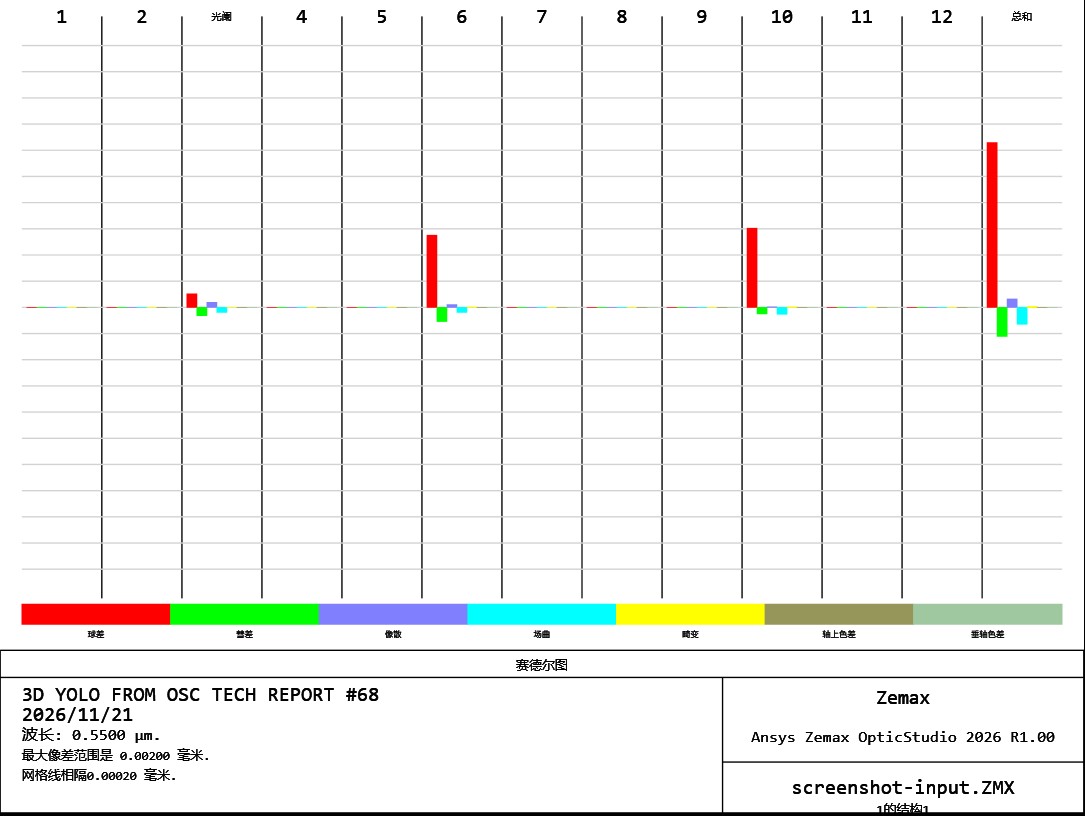 1 2 光阑 4 5 6 7 8 9 10 11 12 总和
球差 彗差 像散 场曲 畸变 轴上色差 垂轴色差
赛德尔图
3D YOLO FROM OSC TECH REPORT #68
2026/11/21
波长: 0.5500 µm.
最大像差范围是 0.00200 毫米.
网格线相隔0.00020 毫米.
Zemax
Ansys Zemax OpticStudio 2026 R1.00
screenshot-input.ZMX
1的结构1